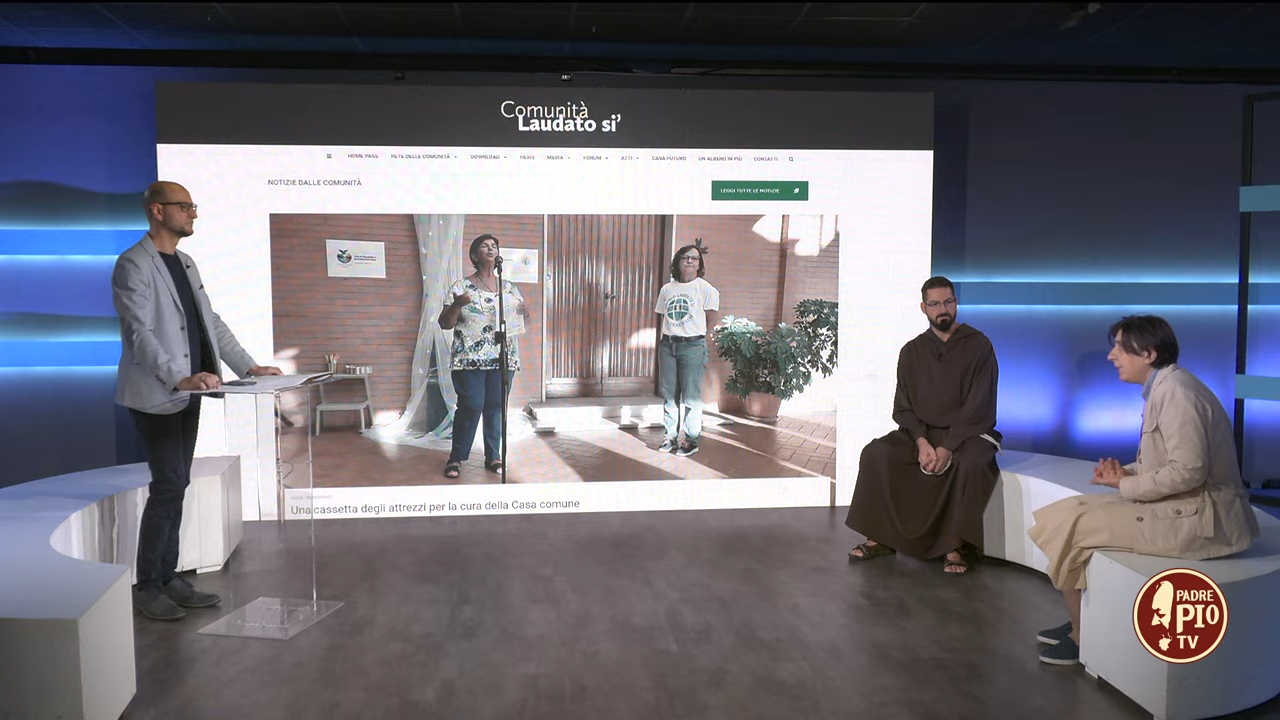 Comunità
Laudato si'
HOME PAGE RETE DELLE COMUNITÀ DOWNLOAD NEWS MEDIA FORUM ATTI CASA FUTURO UN ALBERO IN PIÙ CONTATTI
NOTIZIE DALLE COMUNITÀ
LEGGI TUTTE LE NOTIZIE
Una cassetta degli attrezzi per la cura della Casa comune
PADRE
PIO
TV